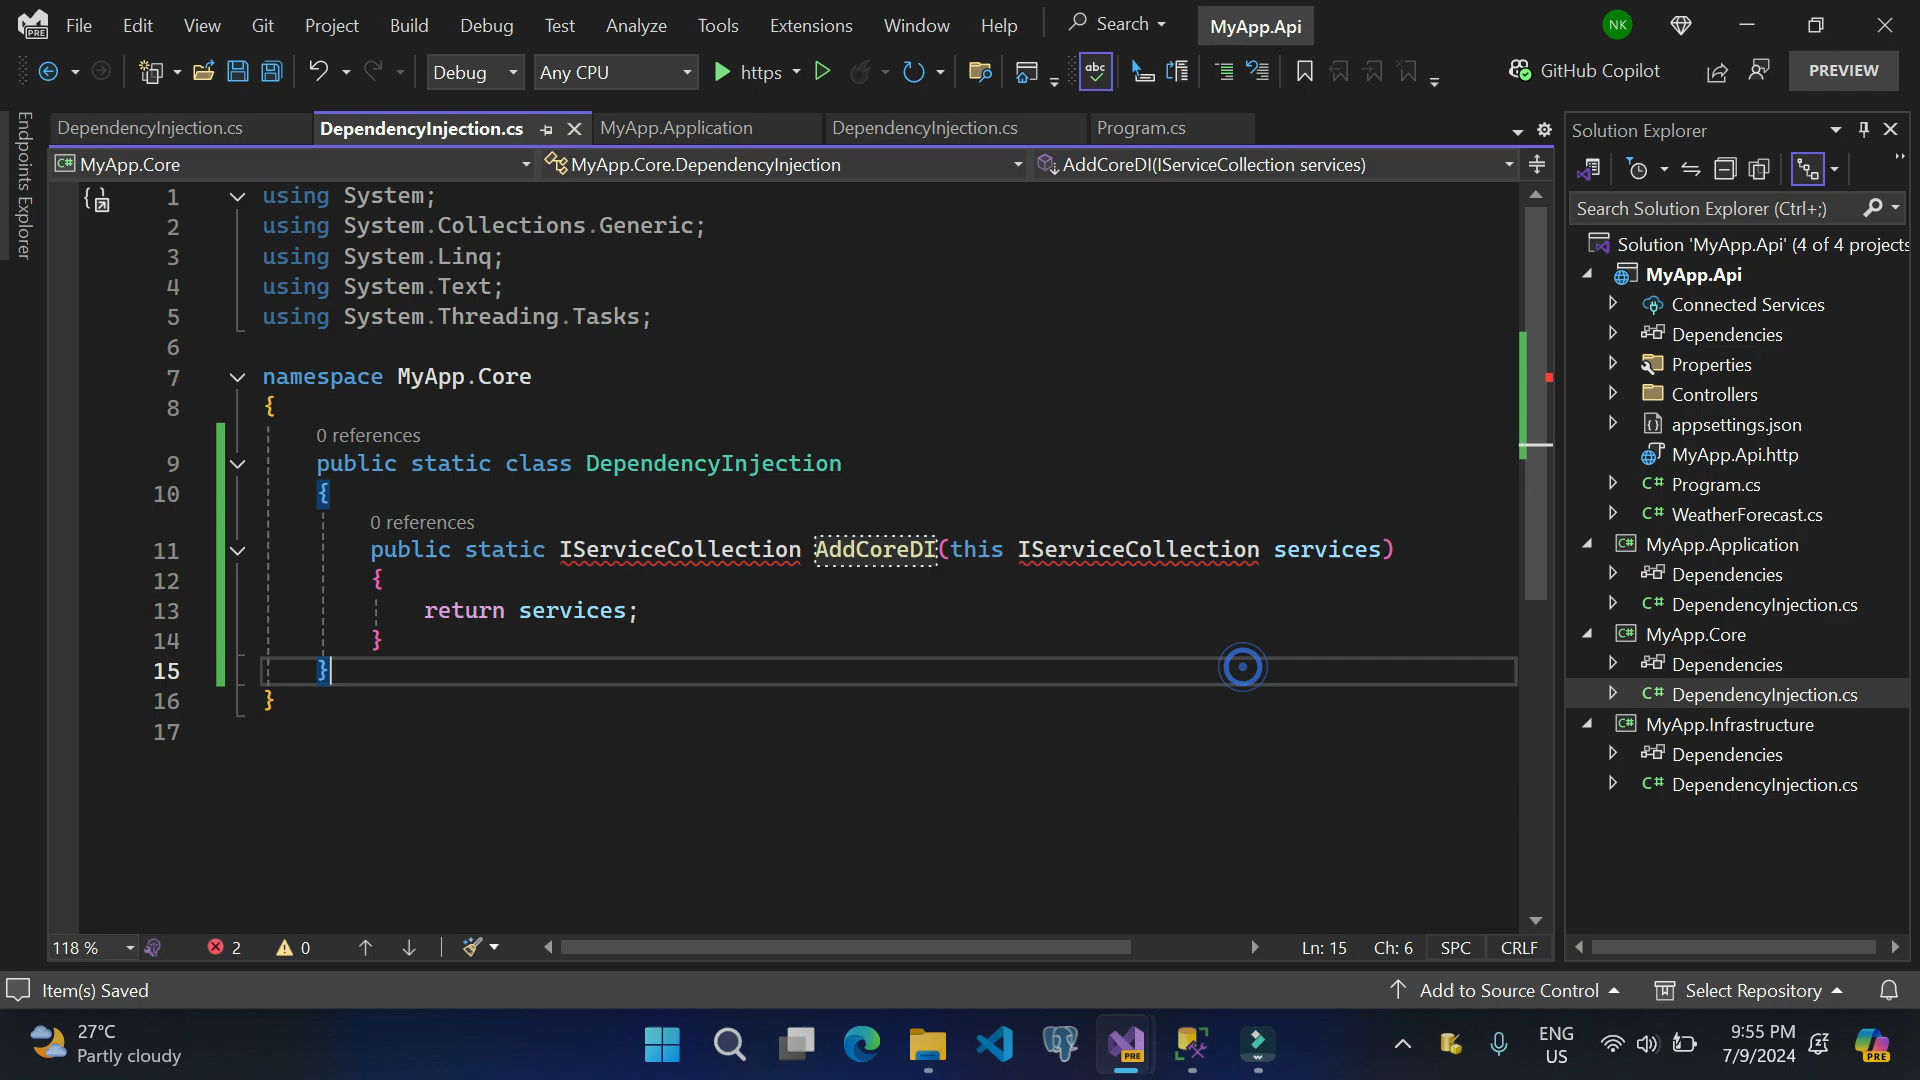 File Edit View Git Project Build Debug Test Analyze Tools Extensions Window Help Search MyApp.Api NK
PRE
Debug Any CPU https abc GitHub Copilot PREVIEW
Endpoints Explorer
DependencyInjection.cs DependencyInjection.cs MyApp.Application DependencyInjection.cs Program.cs
C# MyApp.Core MyApp.Core.DependencyInjection AddCoreDI(IServiceCollection services)
1 using System;
2 using System.Collections.Generic;
3 using System.Linq;
4 using System.Text;
5 using System.Threading.Tasks;
6
7 namespace MyApp.Core
8 {
0 references
9 public static class DependencyInjection
10 {
0 references
11 public static IServiceCollection AddCoreDI(this IServiceCollection services)
12 {
13 return services;
14 }
15 }
16 }
17
118 % 2 0 Ln: 15 Ch: 6 SPC CRLF
Solution Explorer
Search Solution Explorer (Ctrl+;)
Solution 'MyApp.Api' (4 of 4 projects
MyApp.Api
Connected Services
Dependencies
Properties
Controllers
appsettings.json
MyApp.Api.http
C# Program.cs
C# WeatherForecast.cs
C# MyApp.Application
Dependencies
C# DependencyInjection.cs
C# MyApp.Core
Dependencies
C# DependencyInjection.cs
C# MyApp.Infrastructure
Dependencies
C# DependencyInjection.cs
Item(s) Saved Add to Source Control Select Repository
27°C
Partly cloudy
PRE
ENG
US
9:55 PM
7/9/2024
PRE